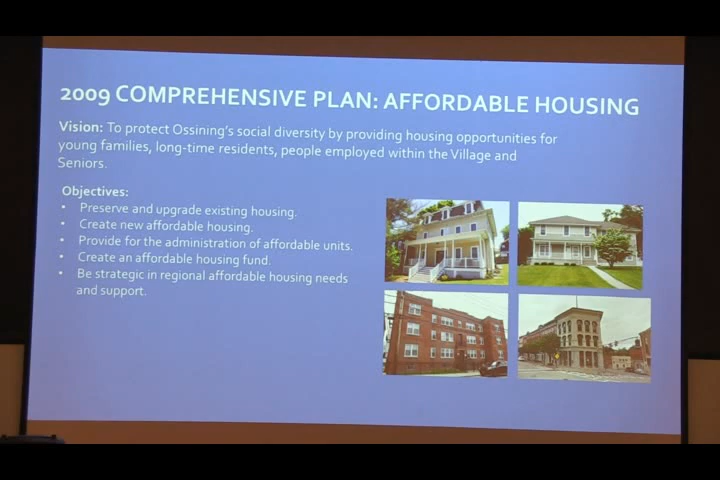 2009 COMPREHENSIVE PLAN: AFFORDABLE HOUSING
Vision: To protect Ossining's social diversity by providing housing opportunities for
young families, long-time residents, people employed within the Village and
Seniors.
Objectives:
• Preserve and upgrade existing housing.
• Create new affordable housing.
• Provide for the administration of affordable units.
• Create an affordable housing fund.
• Be strategic in regional affordable housing needs
and support.